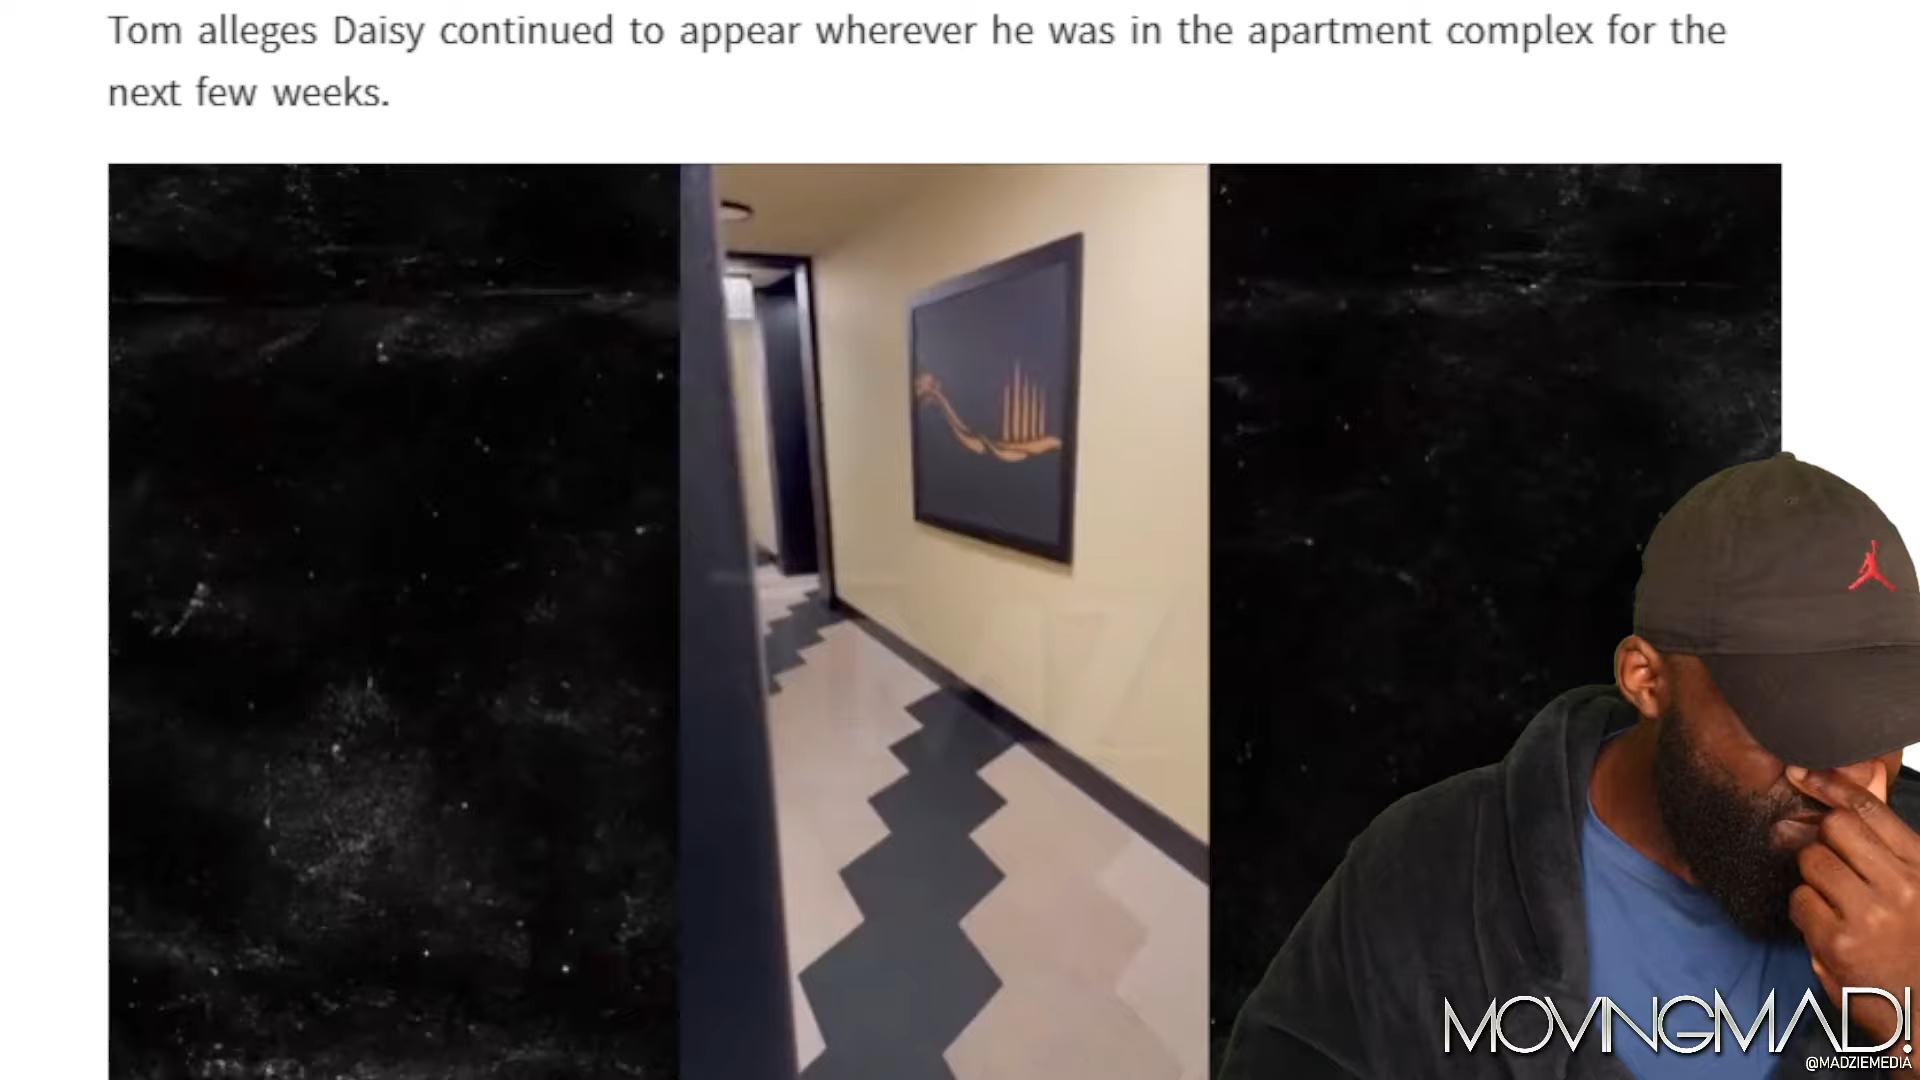 Tom alleges Daisy continued to appear wherever he was in the apartment complex for the
next few weeks.
MOVINGMAD!
@MADZIEMEDIA